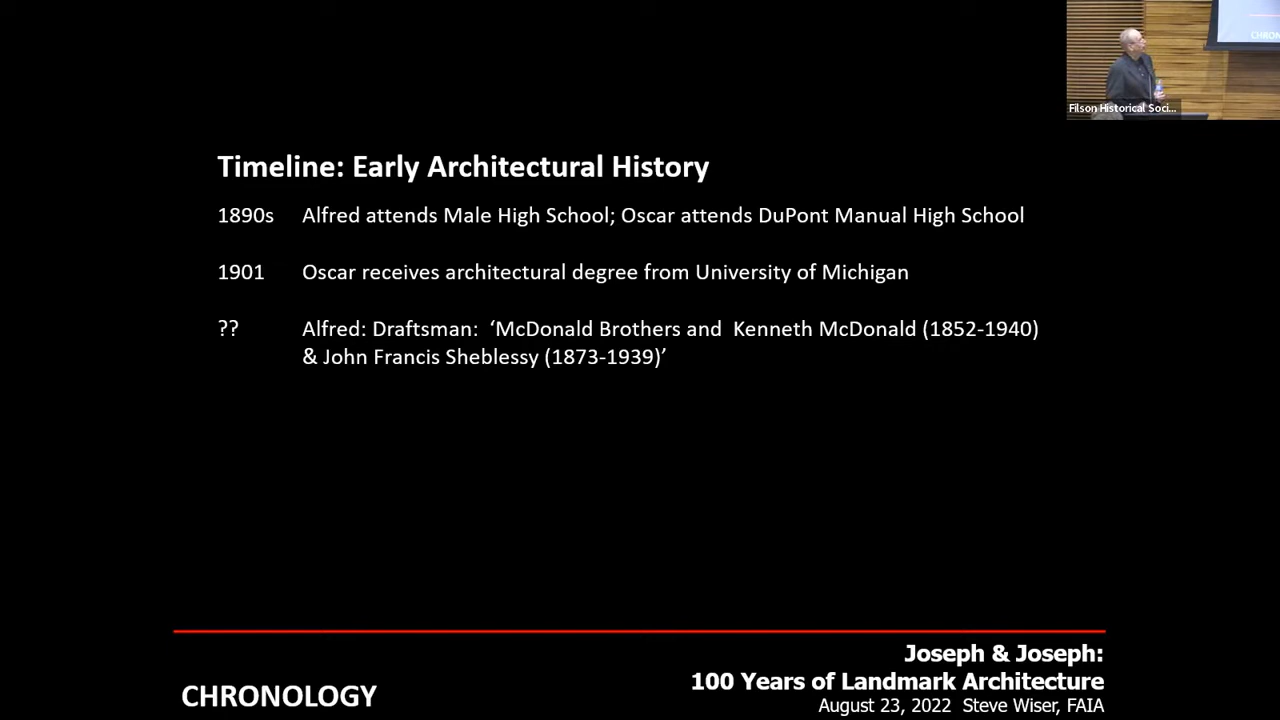 CHRON
Filson Historical Soci...
Timeline: Early Architectural History
1890s Alfred attends Male High School; Oscar attends DuPont Manual High School
1901 Oscar receives architectural degree from University of Michigan
?? Alfred: Draftsman: ‘McDonald Brothers and Kenneth McDonald (1852-1940)
& John Francis Sheblessy (1873-1939)’
Joseph & Joseph:
100 Years of Landmark Architecture
CHRONOLOGY
August 23, 2022 Steve Wiser, FAIA